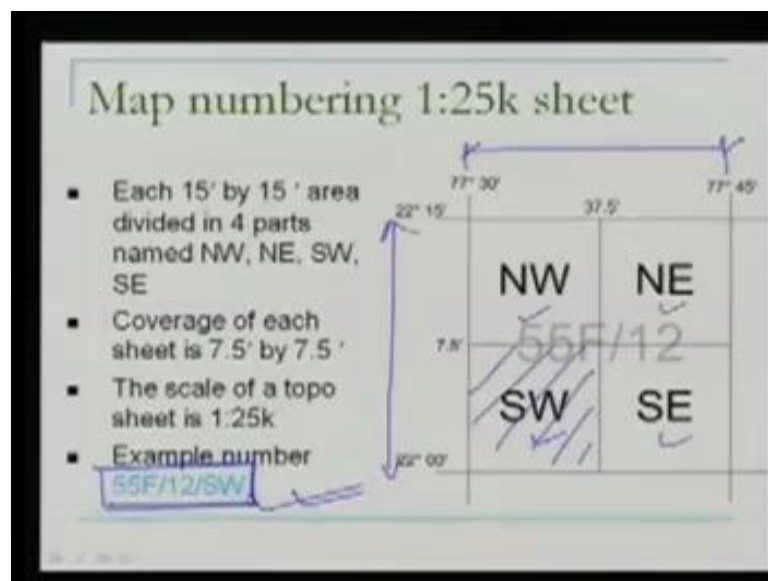 Map numbering 1:25k sheet
Each 15' by 15 ' area
divided in 4 parts
named NW, NE, SW,
SE
Coverage of each
sheet is 7.5' by 7.5 '
The scale of a topo
sheet is 1:25k
Example number
55F/12/SW
77° 30'
77° 45'
22° 15'
37.5'
NW
NE
7.5'
55F/12
SW
SE
22° 00'